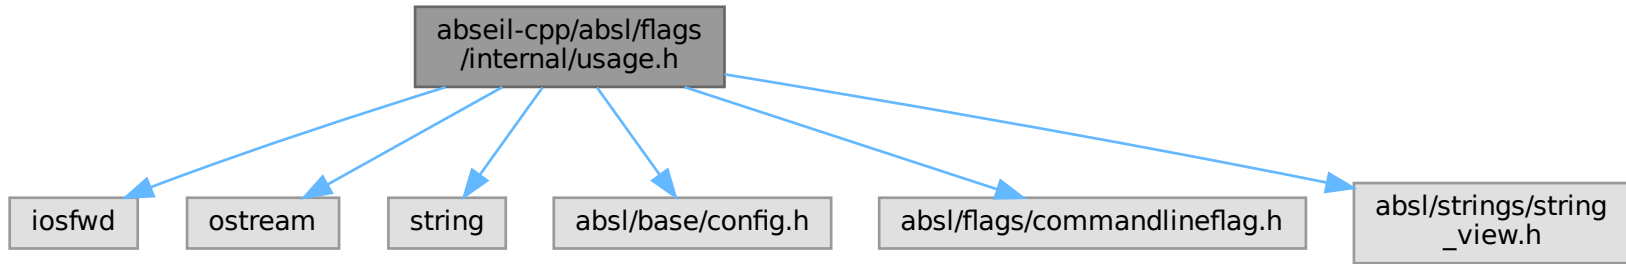 abseil-cpp/absl/flags
/internal/usage.h
iosfwd
ostream
string
absl/base/config.h
absl/flags/commandlineflag.h
absl/strings/string
_view.h